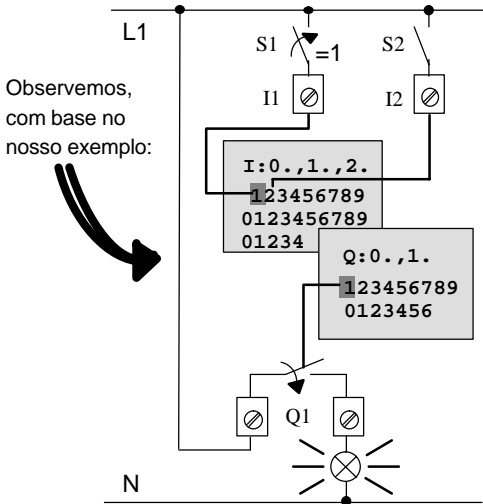 L1
S1
=1
S2
Observemos,
com base no
nosso exemplo:
I1
I2
I:0.,1.,2.
123456789
0123456789
01234
Q:0.,1.
123456789
0123456
Q1
N